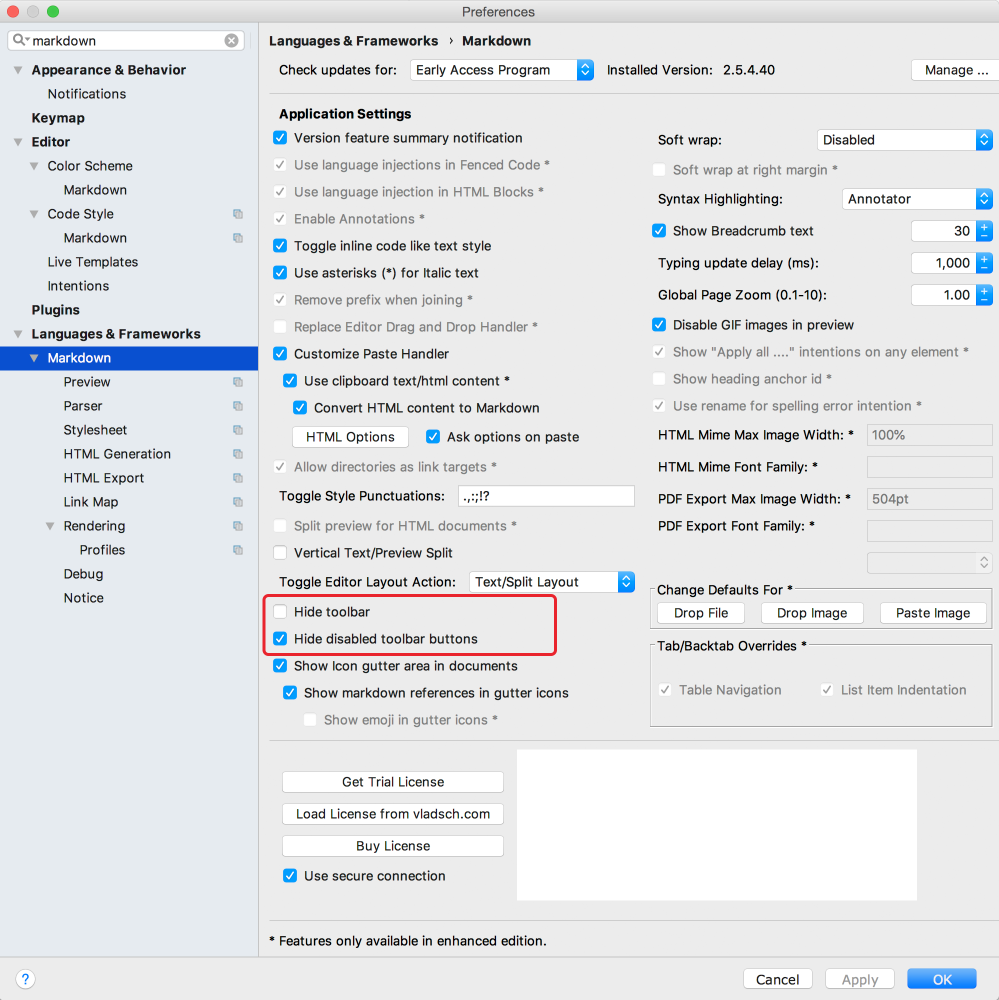 Preferences
markdown
Appearance & Behavior
Notifications
Keymap
Editor
Color Scheme
Markdown
Code Style
Markdown
Live Templates
Intentions
Plugins
Languages & Frameworks
Markdown
Preview
Parser
Stylesheet
HTML Generation
HTML Export
Link Map
Rendering
Profiles
Debug
Notice
Languages & Frameworks › Markdown
Check updates for: Early Access Program Installed Version: 2.5.4.40 Manage ...
Application Settings
Version feature summary notification
Use language injections in Fenced Code *
Use language injection in HTML Blocks *
Enable Annotations *
Toggle inline code like text style
Use asterisks (*) for Italic text
Remove prefix when joining *
Replace Editor Drag and Drop Handler *
Customize Paste Handler
Use clipboard text/html content *
Convert HTML content to Markdown
HTML Options Ask options on paste
Allow directories as link targets *
Toggle Style Punctuations: .,:;!?
Split preview for HTML documents *
Vertical Text/Preview Split
Toggle Editor Layout Action: Text/Split Layout
Hide toolbar
Hide disabled toolbar buttons
Show Icon gutter area in documents
Show markdown references in gutter icons
Show emoji in gutter icons *
Soft wrap: Disabled
Soft wrap at right margin *
Syntax Highlighting: Annotator
Show Breadcrumb text 30
Typing update delay (ms): 1,000
Global Page Zoom (0.1-10): 1.00
Disable GIF images in preview
Show "Apply all ...." intentions on any element *
Show heading anchor id *
Use rename for spelling error intention *
HTML Mime Max Image Width: * 100%
HTML Mime Font Family: *
PDF Export Max Image Width: * 504pt
PDF Export Font Family: *
Change Defaults For *
Drop File Drop Image Paste Image
Tab/Backtab Overrides *
Table Navigation List Item Indentation
Get Trial License
Load License from vladsch.com
Buy License
Use secure connection
* Features only available in enhanced edition.
? Cancel Apply OK